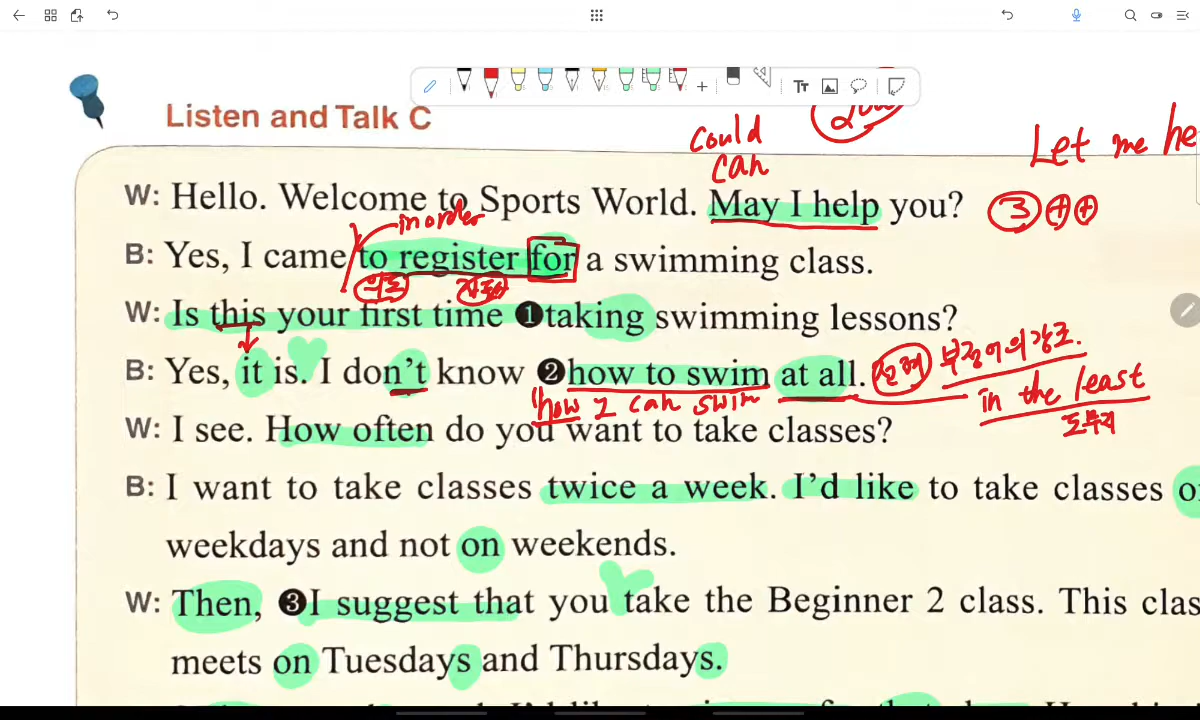 Listen and Talk C
could
can
Let me he
W: Hello. Welcome to Sports World. May I help you? ③ ⊕⊕
in order
B: Yes, I came to register for a swimming class.
W: Is this your first time ❶taking swimming lessons?
B: Yes, it is. I don't know ❷how to swim at all. 전혀 부정어의 강조.
how I can swim in the least
도무지
W: I see. How often do you want to take classes?
B: I want to take classes twice a week. I'd like to take classes o
weekdays and not on weekends.
W: Then, ❸I suggest that you take the Beginner 2 class. This clas
meets on Tuesdays and Thursdays.